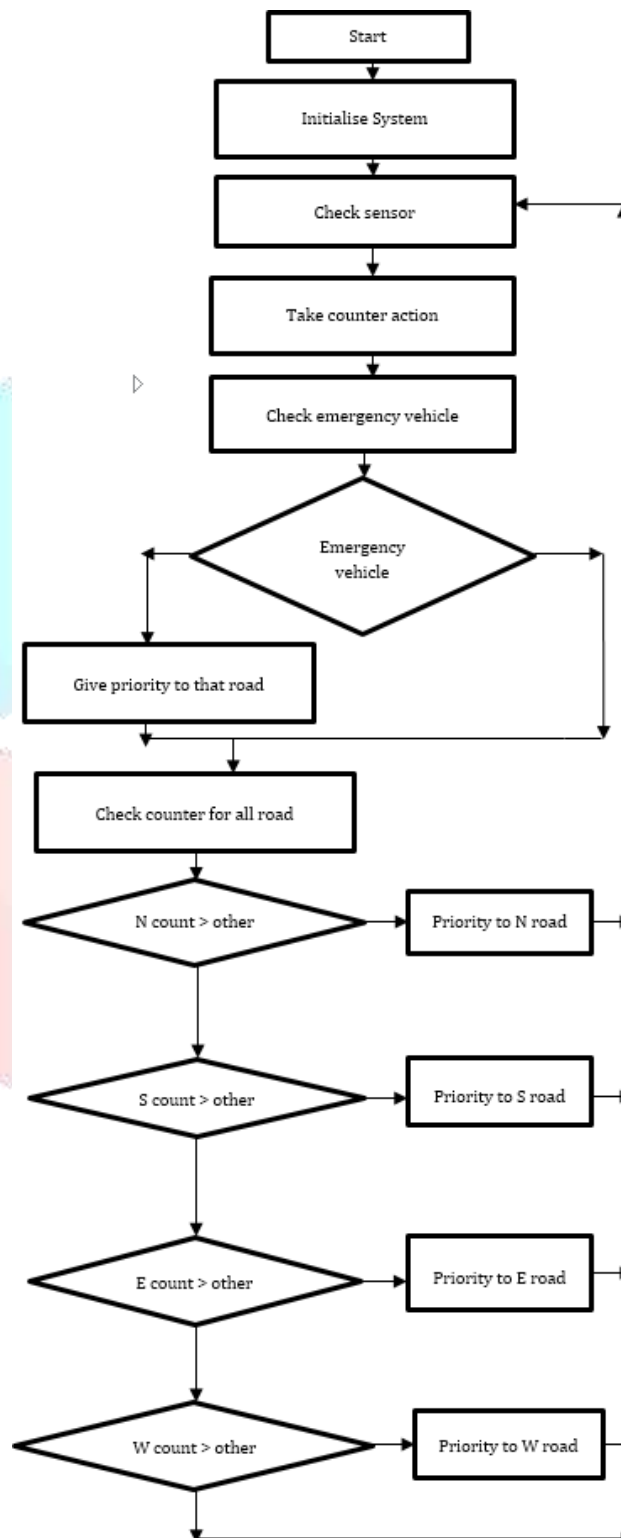 Start
Initialise System
Check sensor
Take counter action
Check emergency vehicle
Emergency
vehicle
Give priority to that road
Check counter for all road
N count > other
Priority to N road
S count > other
Priority to S road
E count > other
Priority to E road
W count > other
Priority to W road